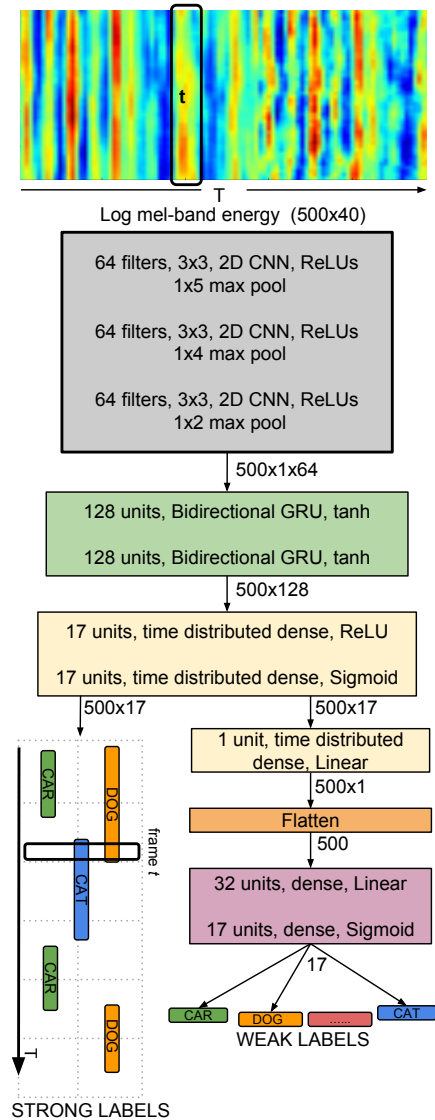 t
T
Log mel-band energy (500x40)
64 filters, 3x3, 2D CNN, ReLUs
1x5 max pool
64 filters, 3x3, 2D CNN, ReLUs
1x4 max pool
64 filters, 3x3, 2D CNN, ReLUs
1x2 max pool
500x1x64
128 units, Bidirectional GRU, tanh
128 units, Bidirectional GRU, tanh
500x128
17 units, time distributed dense, ReLU
17 units, time distributed dense, Sigmoid
500x17
CAR
DOG
frame t
CAT
CAR
DOG
T
STRONG LABELS
500x17
1 unit, time distributed
dense, Linear
500x1
Flatten
500
32 units, dense, Linear
17 units, dense, Sigmoid
17
CAR
DOG
......
CAT
WEAK LABELS